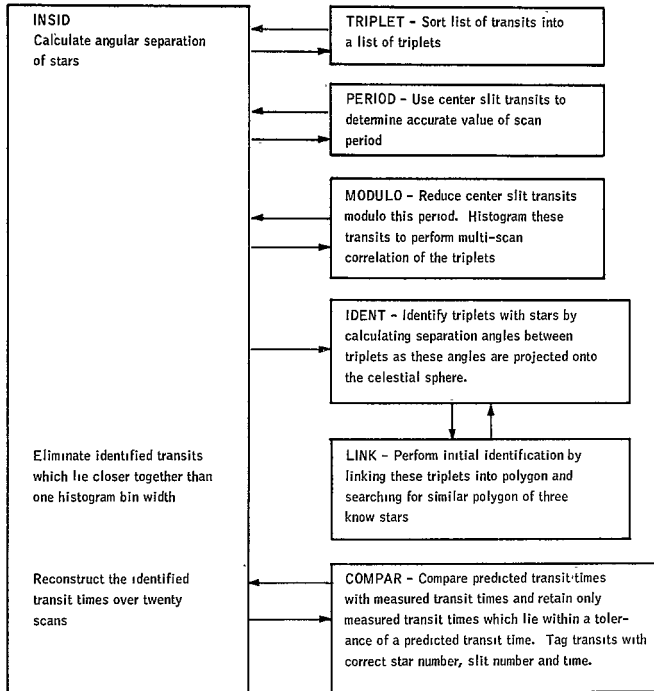 INSID
Calculate angular separation
of stars
TRIPLET - Sort list of transits into
a list of triplets
PERIOD - Use center slit transits to
determine accurate value of scan
period
MODULO - Reduce center slit transits
modulo this period. Histogram these
transits to perform multi-scan
correlation of the triplets
IDENT - Identify triplets with stars by
calculating separation angles between
triplets as these angles are projected onto
the celestial sphere.
Eliminate identified transits
which lie closer together than
one histogram bin width
LINK - Perform initial identification by
linking these triplets into polygon and
searching for similar polygon of three
know stars
Reconstruct the identified
transit times over twenty
scans
COMPAR - Compare predicted transit times
with measured transit times and retain only
measured transit times which lie within a toler-
ance of a predicted transit time. Tag transits with
correct star number, slit number and time.